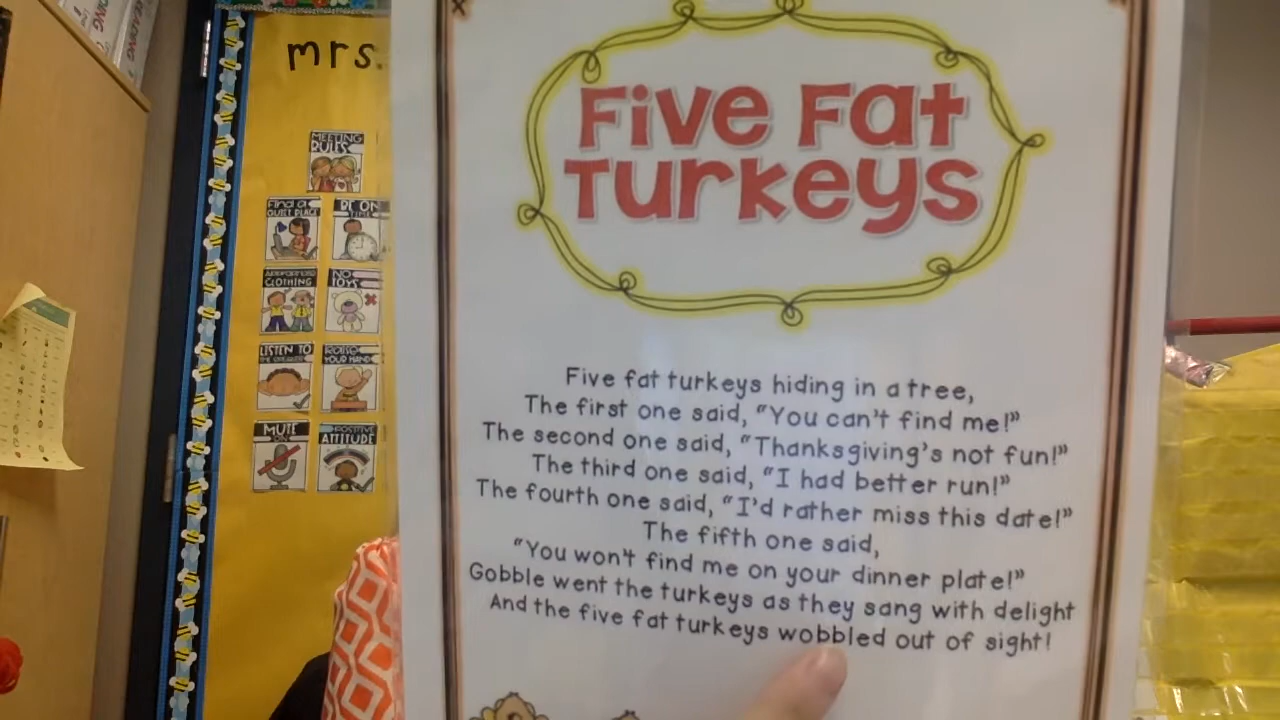 mrs.
MEETING
RULES
Find a
QUIET PLACE
BE ON
TIME
APPROPRIATE
CLOTHING
NO
TOYS
LISTEN TO
THE SPEAKER
RAISE
YOUR HAND
MUTE
ON
POSITIVE
ATTITUDE
Five Fat
Turkeys
Five fat turkeys hiding in a tree,
The first one said, "You can't find me!"
The second one said, "Thanksgiving's not fun!"
The third one said, "I had better run!"
The fourth one said, "I'd rather miss this date!"
The fifth one said,
"You won't find me on your dinner plate!"
Gobble went the turkeys as they sang with delight
And the five fat turkeys wobbled out of sight!